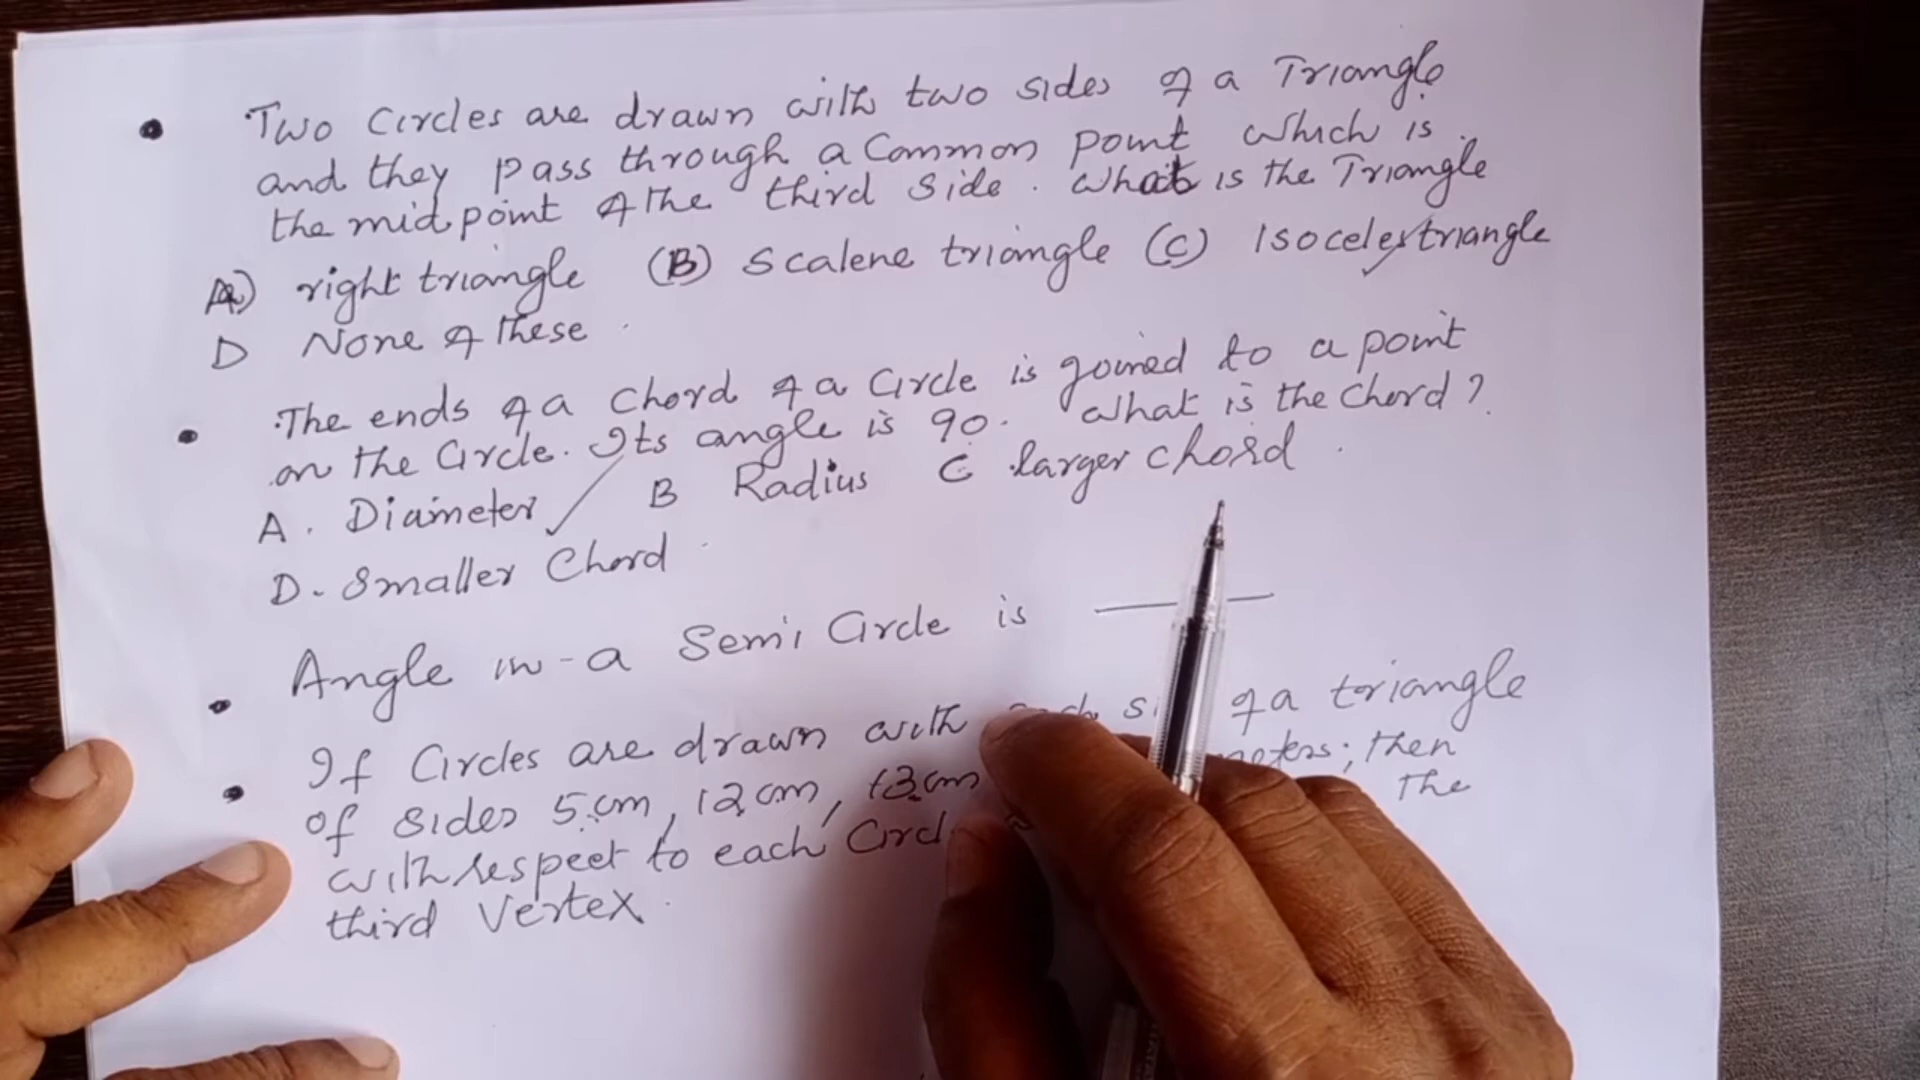 Two Circles are drawn with two sides of a Triangle
and they pass through a Common point which is
the mid point of the third side. What is the Triangle
A) right triangle (B) Scalene triangle (C) Isoceles triangle
D None of these.
The ends of a chord of a Circle is joined to a point
on the Circle. Its angle is 90. What is the Chord?
A. Diameter B Radius C larger chord.
D. Smaller Chord.
Angle in a Semi Circle is
If Circles are drawn with of a triangle
of sides 5cm, 12cm, 13cm then
with respect to each the
third Vertex.